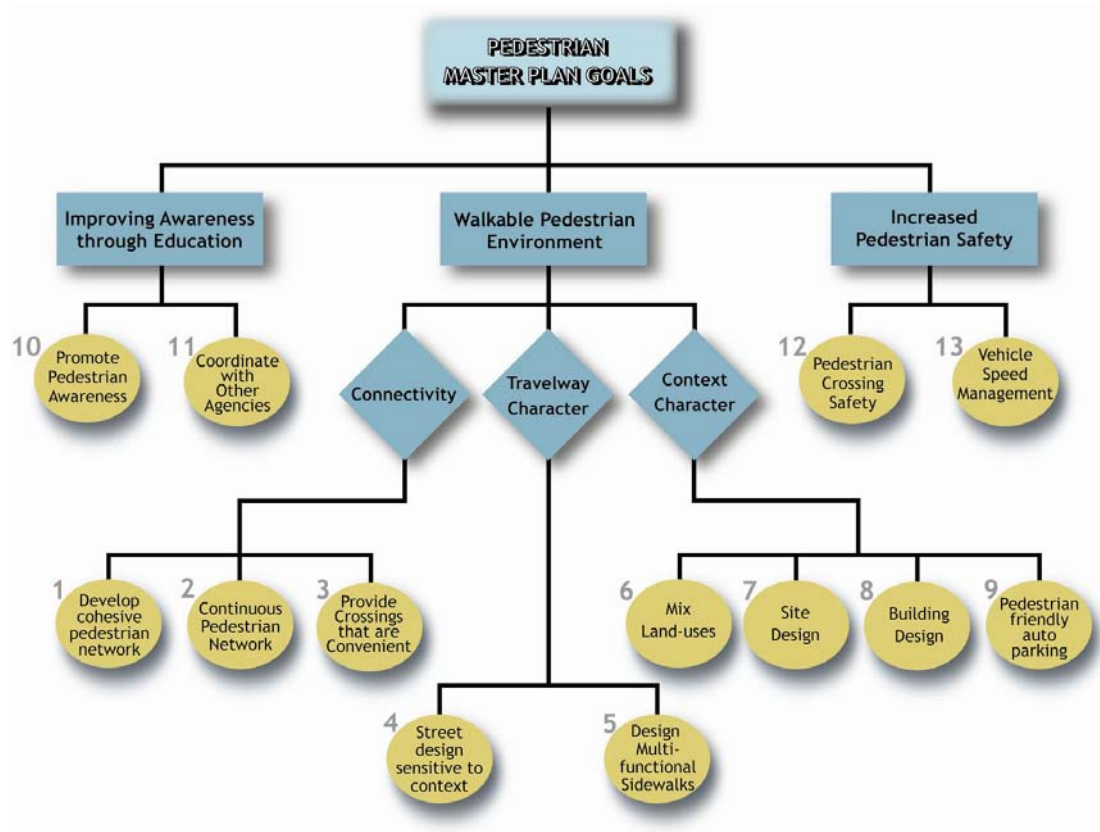 PEDESTRIAN
MASTER PLAN GOALS
Improving Awareness
through Education
Walkable Pedestrian
Environment
Increased
Pedestrian Safety
10
Promote
Pedestrian
Awareness
11
Coordinate
with
Other
Agencies
Connectivity
Travelway
Character
Context
Character
12
Pedestrian
Crossing
Safety
13
Vehicle
Speed
Management
1
Develop
cohesive
pedestrian
network
2
Continuous
Pedestrian
Network
3
Provide
Crossings
that are
Convenient
6
Mix
Land-uses
7
Site
Design
8
Building
Design
9
Pedestrian
friendly
auto
parking
4
Street
design
sensitive to
context
5
Design
Multi-
functional
Sidewalks